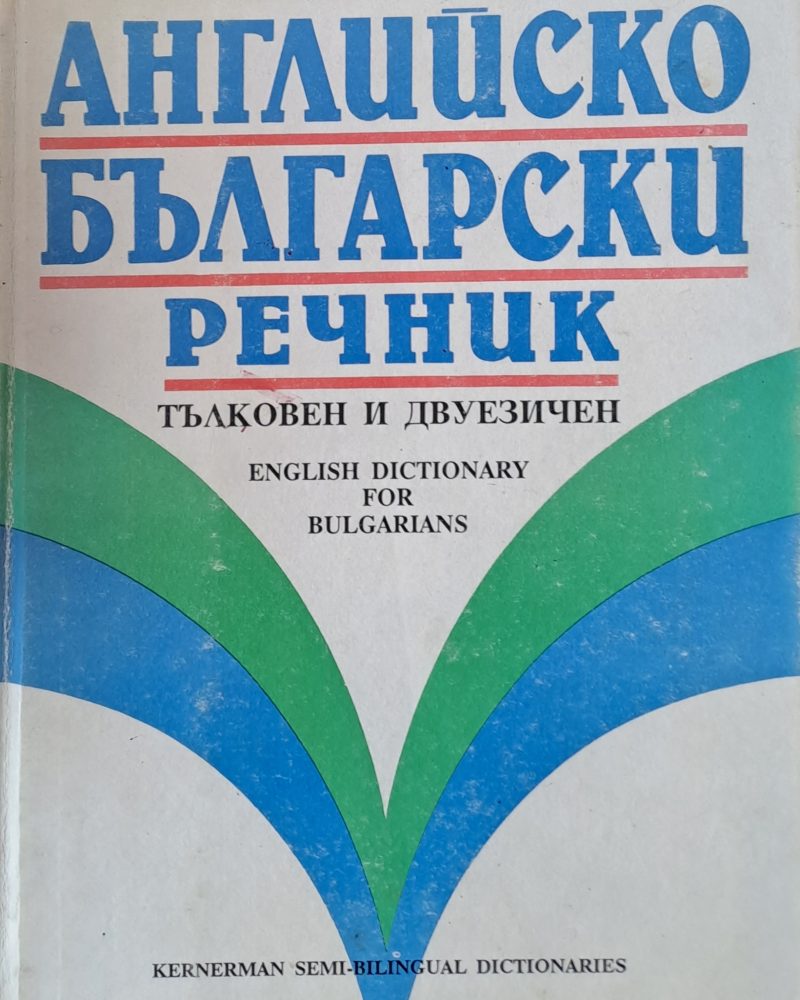 АНГЛИЙСКО
БЪЛГАРСКИ
РЕЧНИК
ТЪЛКОВЕН И ДВУЕЗИЧЕН
ENGLISH DICTIONARY
FOR
BULGARIANS
KERNERMAN SEMI-BILINGUAL DICTIONARIES